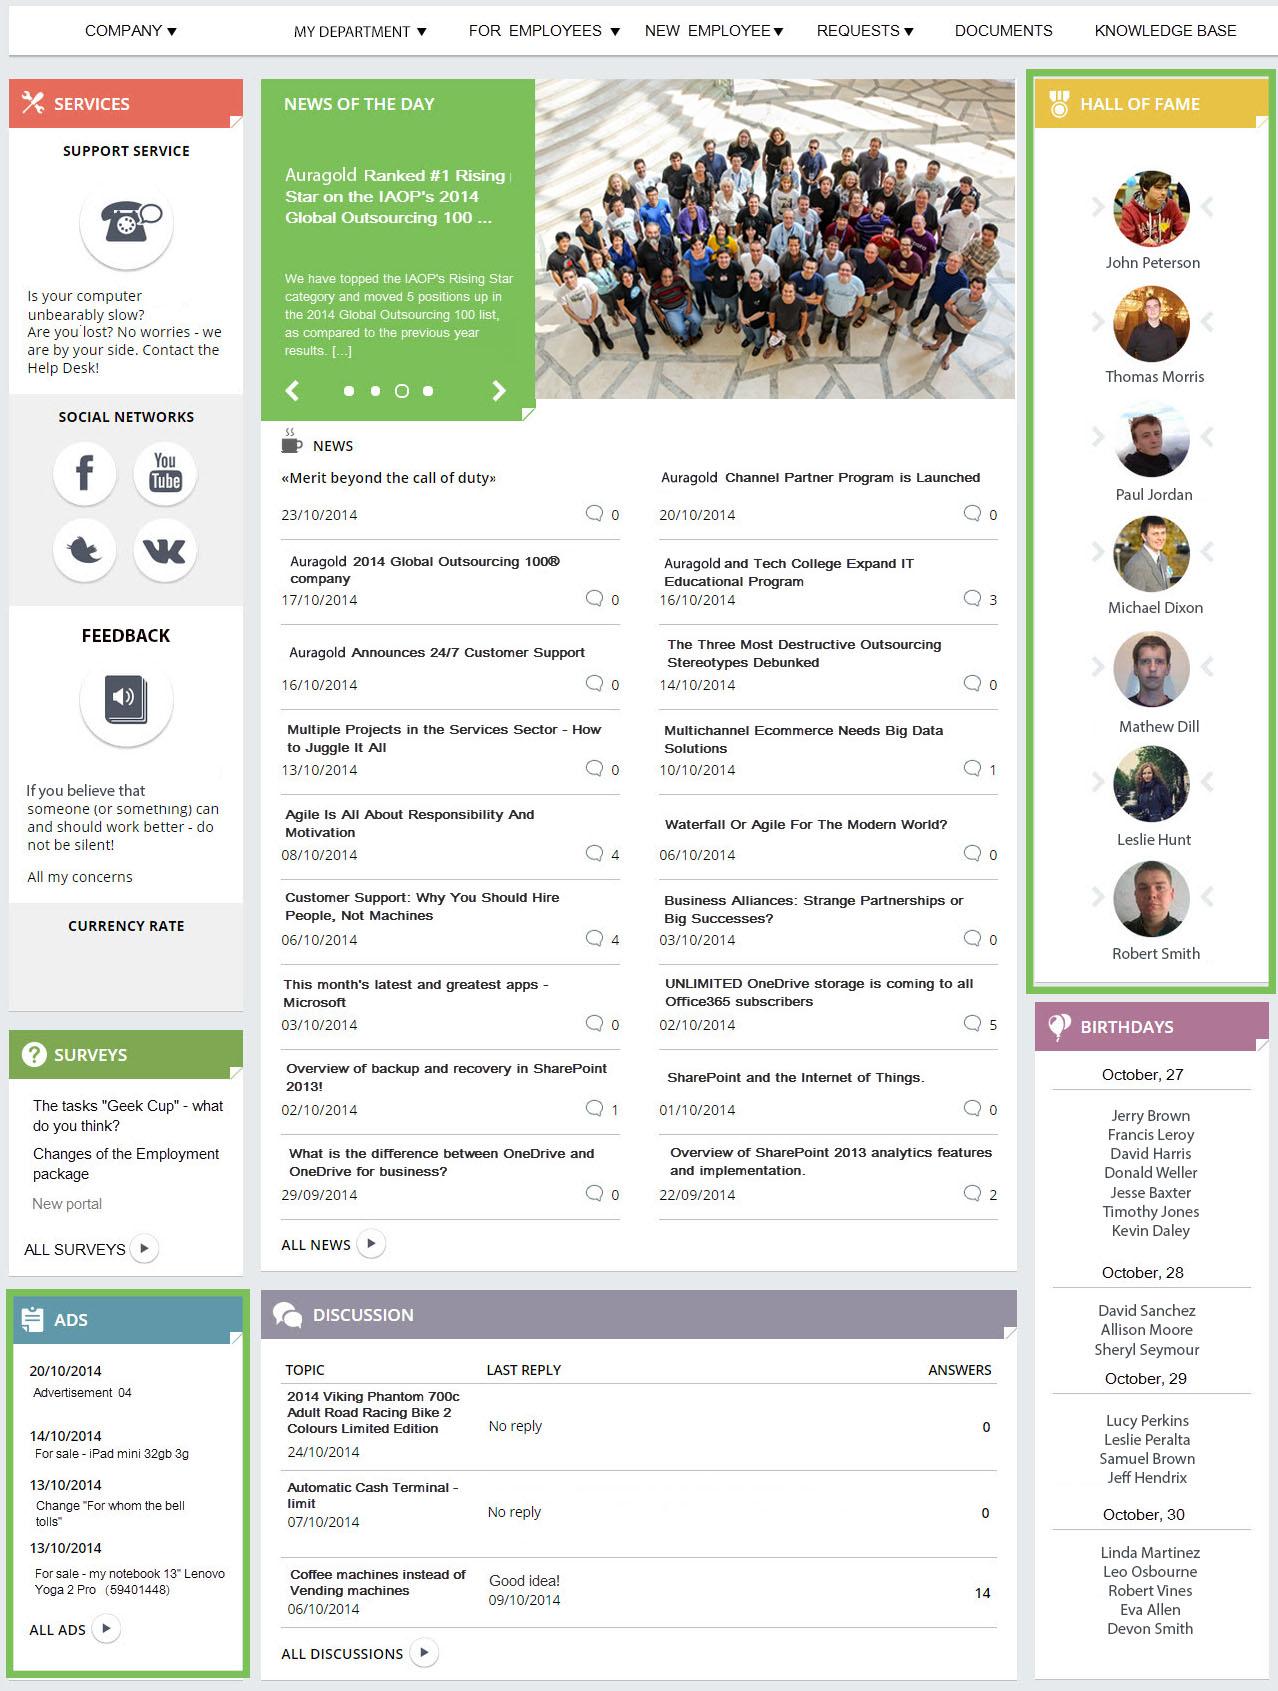 COMPANY
MY DEPARTMENT
FOR EMPLOYEES
NEW EMPLOYEE
REQUESTS
DOCUMENTS
KNOWLEDGE BASE
SERVICES
SUPPORT SERVICE
Is your computer
unbearably slow?
Are you lost? No worries - we
are by your side. Contact the
Help Desk!
SOCIAL NETWORKS
f
You
Tube
FEEDBACK
If you believe that
someone (or something) can
and should work better - do
not be silent!
All my concerns
CURRENCY RATE
SURVEYS
The tasks "Geek Cup" - what
do you think?
Changes of the Employment
package
New portal
ALL SURVEYS
ADS
20/10/2014
Advertisement 04
14/10/2014
For sale - iPad mini 32gb 3g
13/10/2014
Change "For whom the bell
tolls"
13/10/2014
For sale - my notebook 13" Lenovo
Yoga 2 Pro (59401448)
ALL ADS
NEWS OF THE DAY
Auragold Ranked #1 Rising
Star on the IAOP's 2014
Global Outsourcing 100 ...
We have topped the IAOP's Rising Star
category and moved 5 positions up in
the 2014 Global Outsourcing 100 list,
as compared to the previous year
results. [...]
NEWS
«Merit beyond the call of duty»
23/10/2014 0
Auragold Channel Partner Program is Launched
20/10/2014 0
Auragold 2014 Global Outsourcing 100®
company
17/10/2014 0
Auragold and Tech College Expand IT
Educational Program
16/10/2014 3
Auragold Announces 24/7 Customer Support
16/10/2014 0
The Three Most Destructive Outsourcing
Stereotypes Debunked
14/10/2014 0
Multiple Projects in the Services Sector - How
to Juggle It All
13/10/2014 0
Multichannel Ecommerce Needs Big Data
Solutions
10/10/2014 1
Agile Is All About Responsibility And
Motivation
08/10/2014 4
Waterfall Or Agile For The Modern World?
06/10/2014 0
Customer Support: Why You Should Hire
People, Not Machines
06/10/2014 4
Business Alliances: Strange Partnerships or
Big Successes?
03/10/2014 0
This month's latest and greatest apps -
Microsoft
03/10/2014 0
UNLIMITED OneDrive storage is coming to all
Office365 subscribers
02/10/2014 5
Overview of backup and recovery in SharePoint
2013!
02/10/2014 1
SharePoint and the Internet of Things.
01/10/2014 0
What is the difference between OneDrive and
OneDrive for business?
29/09/2014 0
Overview of SharePoint 2013 analytics features
and implementation.
22/09/2014 2
ALL NEWS
DISCUSSION
TOPIC LAST REPLY ANSWERS
2014 Viking Phantom 700c
Adult Road Racing Bike 2
Colours Limited Edition
24/10/2014
No reply
0
Automatic Cash Terminal -
limit
07/10/2014
No reply
0
Coffee machines instead of
Vending machines
06/10/2014
Good idea!
09/10/2014
14
ALL DISCUSSIONS
HALL OF FAME
John Peterson
Thomas Morris
Paul Jordan
Michael Dixon
Mathew Dill
Leslie Hunt
Robert Smith
BIRTHDAYS
October, 27
Jerry Brown
Francis Leroy
David Harris
Donald Weller
Jesse Baxter
Timothy Jones
Kevin Daley
October, 28
David Sanchez
Allison Moore
Sheryl Seymour
October, 29
Lucy Perkins
Leslie Peralta
Samuel Brown
Jeff Hendrix
October, 30
Linda Martinez
Leo Osbourne
Robert Vines
Eva Allen
Devon Smith